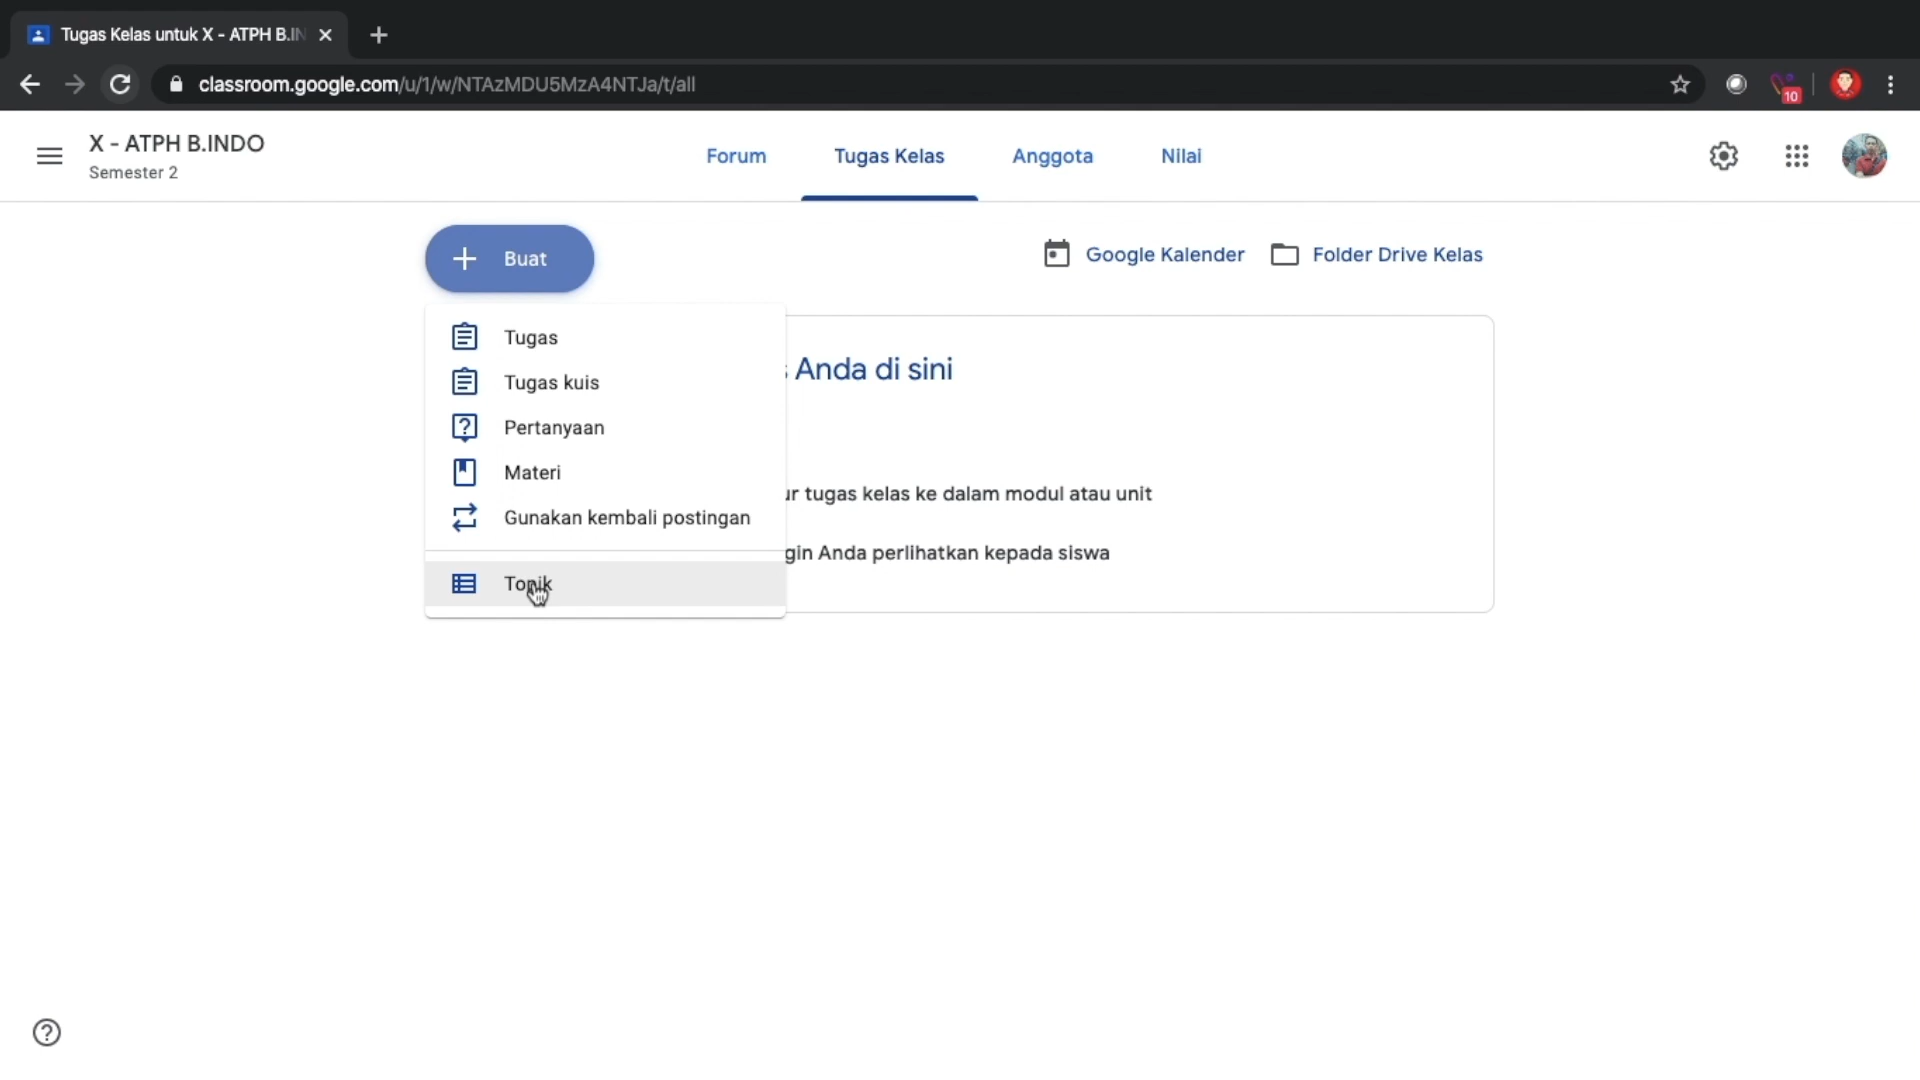 Tugas Kelas untuk X - ATPH B.IN
classroom.google.com/u/1/w/NTAzMDU5MzA4NTJa/t/all
10
X - ATPH B.INDO
Semester 2
Forum
Tugas Kelas
Anggota
Nilai
Buat
Google Kalender
Folder Drive Kelas
Tugas
Tugas kuis
Pertanyaan
Materi
Gunakan kembali postingan
Topik
Anda di sini
tugas kelas ke dalam modul atau unit
Anda perlihatkan kepada siswa